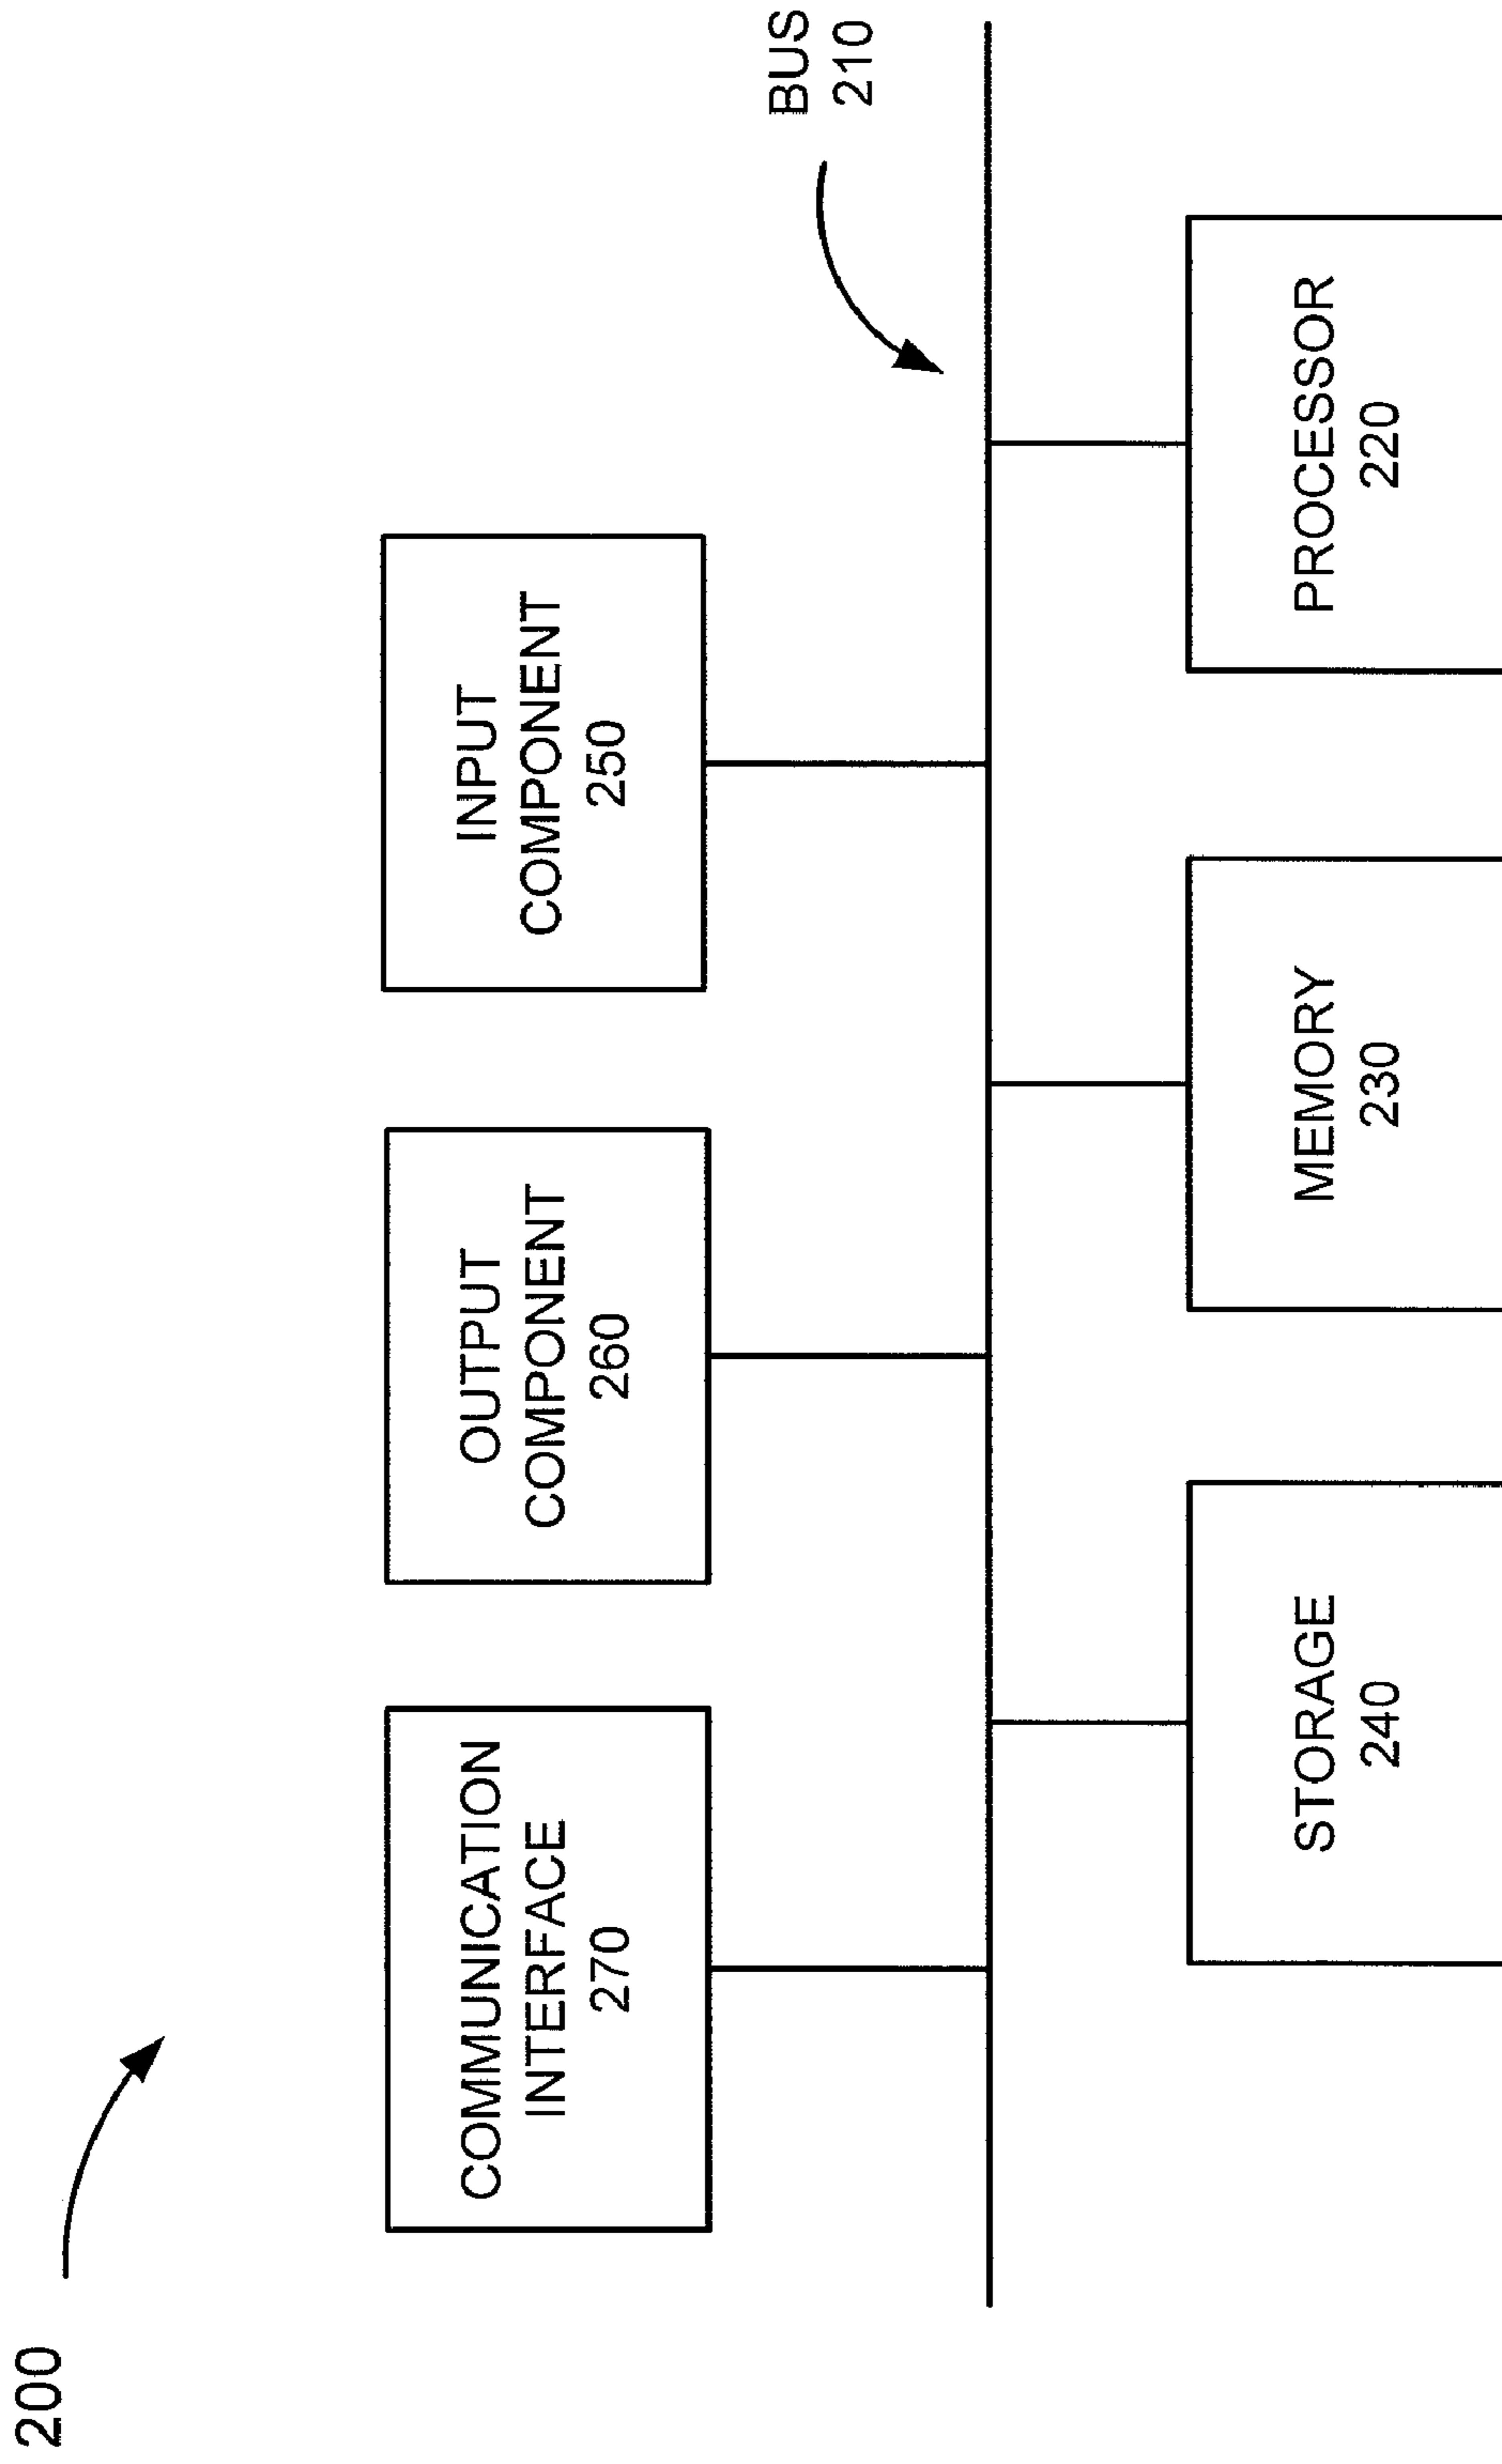 200
COMMUNICATION
INTERFACE
270
OUTPUT
COMPONENT
260
INPUT
COMPONENT
250
BUS
210
STORAGE
240
MEMORY
230
PROCESSOR
220